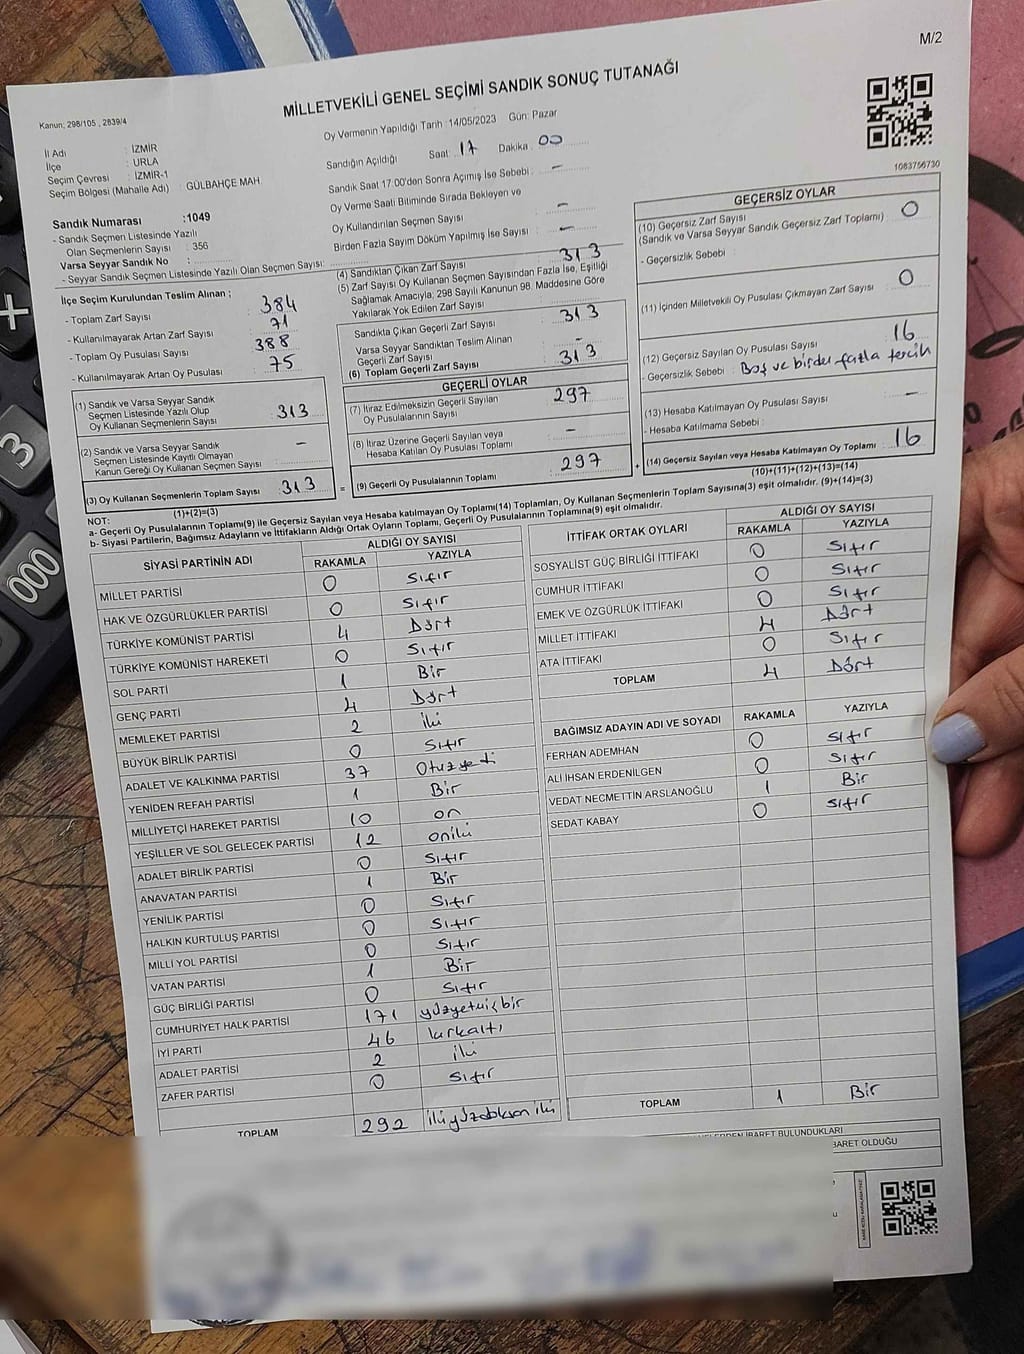 M/2
MİLLETVEKİLİ GENEL SEÇİMİ SANDIK SONUÇ TUTANAĞI
Kanun: 298/105 , 2839/4
1083756730
İl Adı : İZMİR
İlçe : URLA
Seçim Çevresi : İZMİR-1
Seçim Bölgesi (Mahalle Adı) : GÜLBAHÇE MAH.
Sandık Numarası :1049
- Sandık Seçmen Listesinde Yazılı
Olan Seçmenlerin Sayısı : 356
Varsa Seyyar Sandık No :
- Seyyar Sandık Seçmen Listesinde Yazılı Olan Seçmen Sayısı:
Oy Vermenin Yapıldığı Tarih :14/05/2023 Gün: Pazar
Sandığın Açıldığı Saat: 17 Dakika: 00
Sandık Saat 17:00'den Sonra Açımış İse Sebebi : –
Oy Verme Saati Bitiminde Sırada Bekleyen ve
Oy Kullandırılan Seçmen Sayısı : –
Birden Fazla Sayım Döküm Yapılmış İse Sayısı : –
İlçe Seçim Kurulundan Teslim Alınan ;
- Toplam Zarf Sayısı : 384
- Kullanılmayarak Artan Zarf Sayısı : 71
- Toplam Oy Pusulası Sayısı : 388
- Kullanılmayarak Artan Oy Pusulası : 75
(1) Sandık ve Varsa Seyyar Sandık
Seçmen Listesinde Yazılı Olup
Oy Kullanan Seçmenlerin Sayısı : 313
(2) Sandık ve Varsa Seyyar Sandık
Seçmen Listesinde Kayıtlı Olmayan
Kanun Gereği Oy Kullanan Seçmen Sayısı : –
(3) Oy Kullanan Seçmenlerin Toplam Sayısı : 313
(1)+(2)=(3)
(4) Sandıktan Çıkan Zarf Sayısı : 313
(5) Zarf Sayısı Oy Kullanan Seçmen Sayısından Fazla İse, Eşitliği
Sağlamak Amacıyla; 298 Sayılı Kanunun 98. Maddesine Göre
Yakılarak Yok Edilen Zarf Sayısı :
Sandıkta Çıkan Geçerli Zarf Sayısı : 313
Varsa Seyyar Sandıktan Teslim Alınan
Geçerli Zarf Sayısı : –
(6) Toplam Geçerli Zarf Sayısı : 313
GEÇERLİ OYLAR
(7) İtiraz Edilmeksizin Geçerli Sayılan
Oy Pusulalarının Sayısı : 297
(8) İtiraz Üzerine Geçerli Sayılan veya
Hesaba Katılan Oy Pusulası Toplamı : –
= (9) Geçerli Oy Pusulalarının Toplamı : 297 +
GEÇERSİZ OYLAR
(10) Geçersiz Zarf Sayısı : 0
(Sandık ve Varsa Seyyar Sandık Geçersiz Zarf Toplamı)
- Geçersizlik Sebebi :
(11) İçinden Milletvekili Oy Pusulası Çıkmayan Zarf Sayısı : 0
(12) Geçersiz Sayılan Oy Pusulası Sayısı : 16
- Geçersizlik Sebebi : Boş ve birden fazla tercih
(13) Hesaba Katılmayan Oy Pusulası Sayısı : –
- Hesaba Katılmama Sebebi :
(14) Geçersiz Sayılan veya Hesaba Katılmayan Oy Toplamı : 16
(10)+(11)+(12)+(13)=(14)
NOT:
a- Geçerli Oy Pusulalarının Toplamı(9) ile Geçersiz Sayılan veya Hesaba katılmayan Oy Toplamı(14) Toplamları, Oy Kullanan Seçmenlerin Toplam Sayısına(3) eşit olmalıdır. (9)+(14)=(3)
b- Siyasi Partilerin, Bağımsız Adayların ve İttifakların Aldığı Ortak Oyların Toplamı, Geçerli Oy Pusulalarının Toplamına(9) eşit olmalıdır.
SİYASİ PARTİNİN ADI ALDIĞI OY SAYISI
RAKAMLA YAZIYLA
MİLLET PARTİSİ 0 Sıfır
HAK VE ÖZGÜRLÜKLER PARTİSİ 0 Sıfır
TÜRKİYE KOMÜNİST PARTİSİ 4 Dört
TÜRKİYE KOMÜNİST HAREKETİ 0 Sıfır
SOL PARTİ 1 Bir
GENÇ PARTİ 4 Dört
MEMLEKET PARTİSİ 2 iki
BÜYÜK BİRLİK PARTİSİ 0 Sıfır
ADALET VE KALKINMA PARTİSİ 37 Otuzyedi
YENİDEN REFAH PARTİSİ 1 Bir
MİLLİYETÇİ HAREKET PARTİSİ 10 on
YEŞİLLER VE SOL GELECEK PARTİSİ 12 oniki
ADALET BİRLİK PARTİSİ 0 Sıfır
ANAVATAN PARTİSİ 1 Bir
YENİLİK PARTİSİ 0 Sıfır
HALKIN KURTULUŞ PARTİSİ 0 Sıfır
MİLLİ YOL PARTİSİ 0 Sıfır
VATAN PARTİSİ 1 Bir
GÜÇ BİRLİĞİ PARTİSİ 0 Sıfır
CUMHURİYET HALK PARTİSİ 171 yüzyetmişbir
İYİ PARTİ 46 kırkaltı
ADALET PARTİSİ 2 iki
ZAFER PARTİSİ 0 Sıfır
TOPLAM 292 ikiyüzdoksan iki
İTTİFAK ORTAK OYLARI ALDIĞI OY SAYISI
RAKAMLA YAZIYLA
SOSYALİST GÜÇ BİRLİĞİ İTTİFAKI 0 Sıfır
CUMHUR İTTİFAKI 0 Sıfır
EMEK VE ÖZGÜRLÜK İTTİFAKI 0 Sıfır
MİLLET İTTİFAKI 4 Dört
ATA İTTİFAKI 0 Sıfır
TOPLAM 4 Dört
BAĞIMSIZ ADAYIN ADI VE SOYADI RAKAMLA YAZIYLA
FERHAN ADEMHAN 0 Sıfır
ALİ İHSAN ERDENİLGEN 0 Sıfır
VEDAT NECMETTİN ARSLANOĞLU 1 Bir
SEDAT KABAY 0 Sıfır
TOPLAM 1 Bir
İBARET BULUNDUKLARI
OLDUĞU
+
3
000